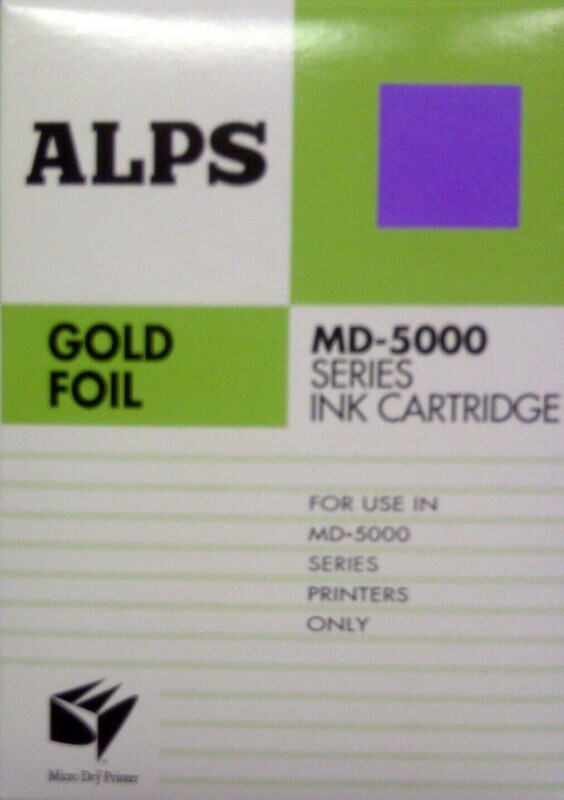 ALPS
GOLD
FOIL
MD-5000
SERIES
INK CARTRIDGE
FOR USE IN
MD-5000
SERIES
PRINTERS
ONLY
Micro Dry Printer